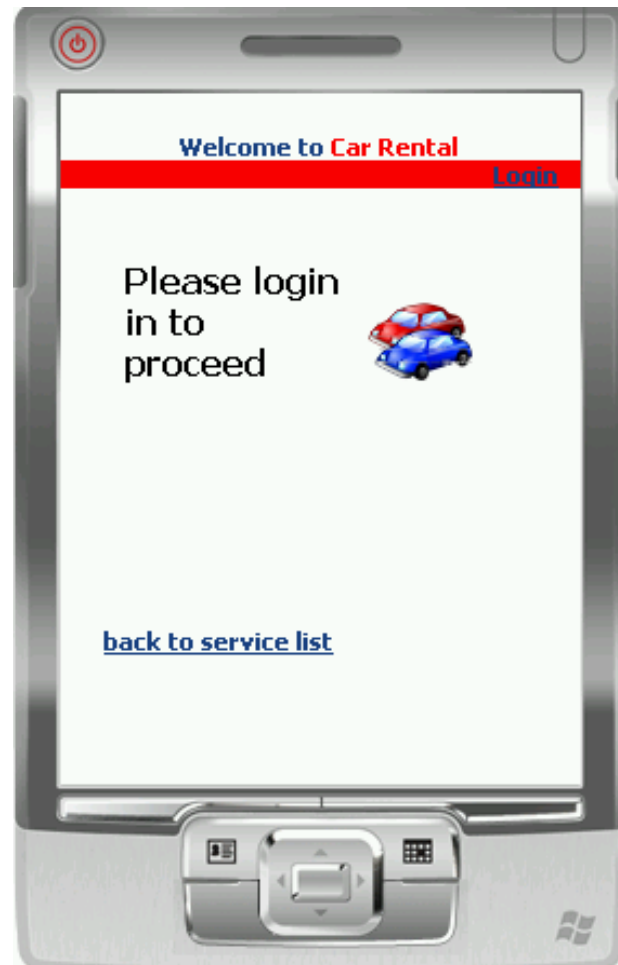 Welcome to Car Rental
Login
Please login
in to
proceed
back to service list